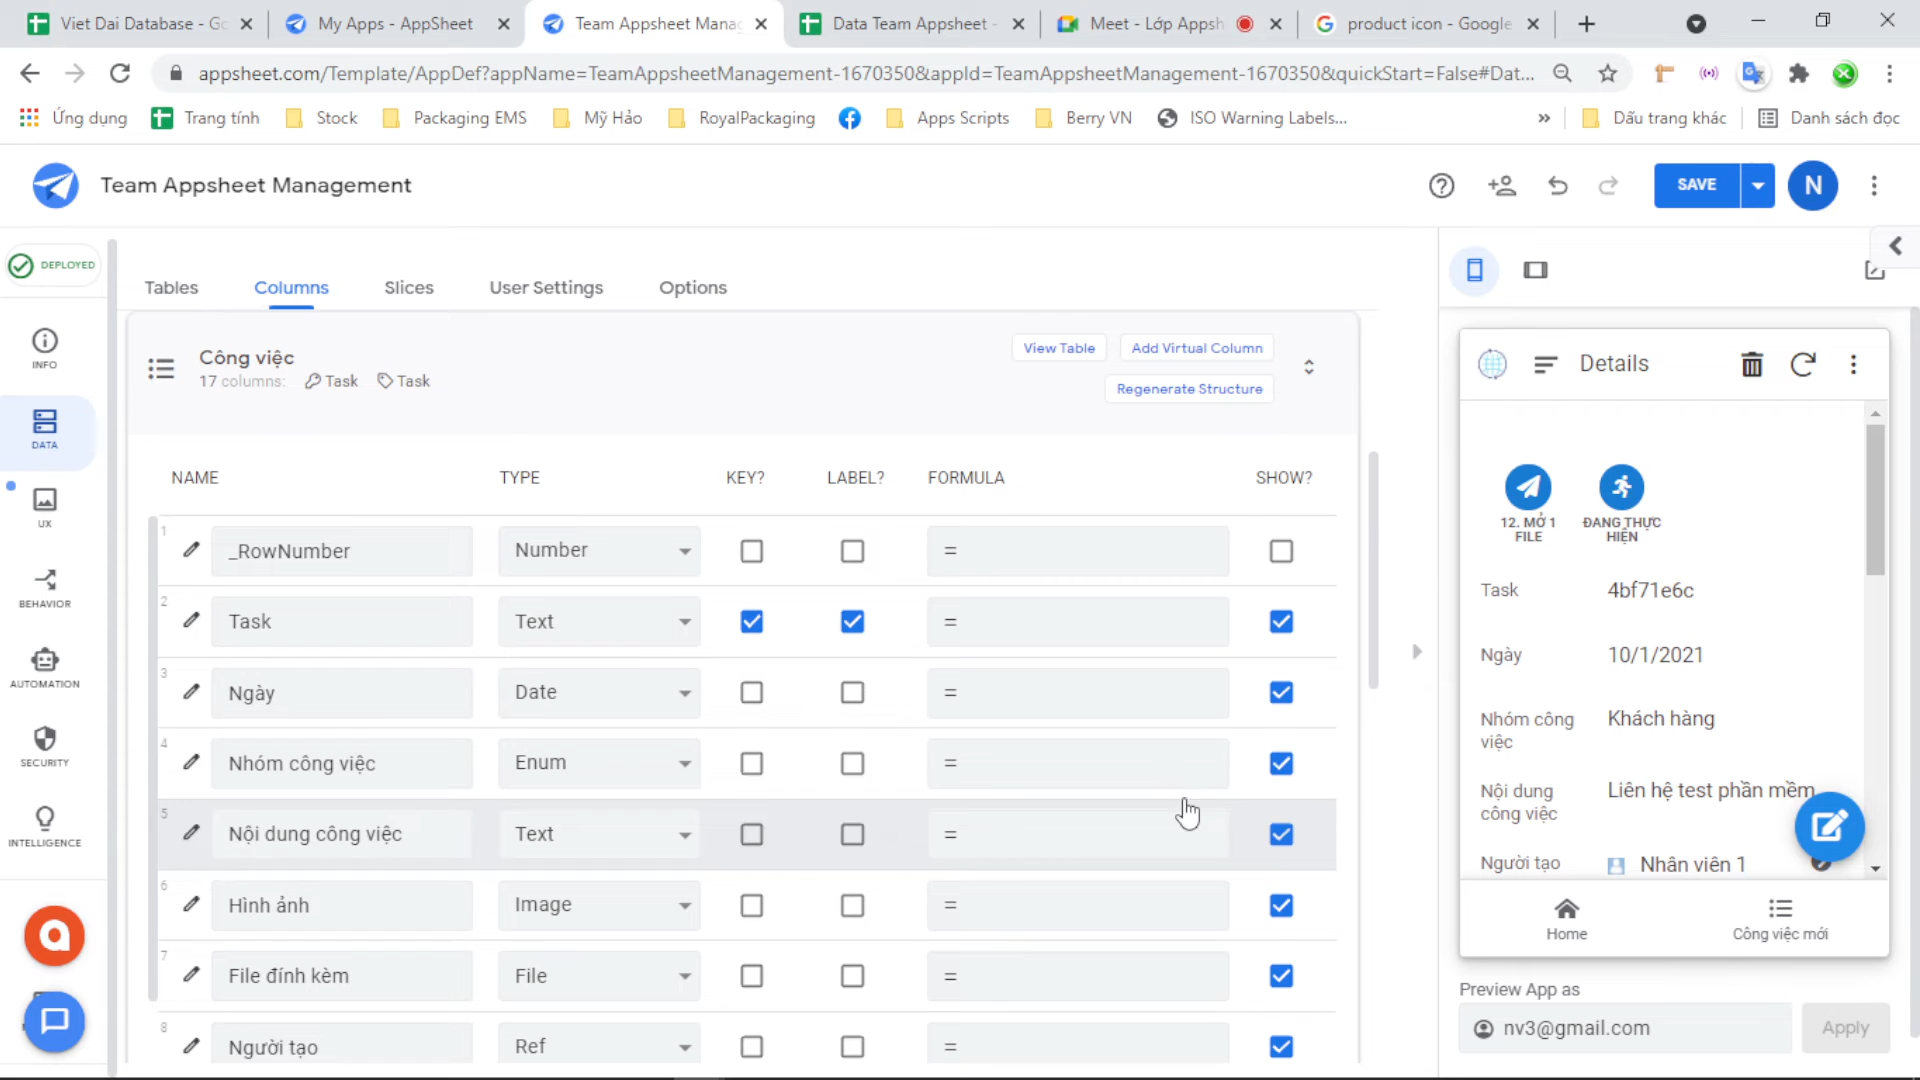 Viet Dai Database - Go
My Apps - AppSheet
Team Appsheet Manag
Data Team Appsheet -
Meet - Lớp Appsh
product icon - Google
appsheet.com/Template/AppDef?appName=TeamAppsheetManagement-1670350&appId=TeamAppsheetManagement-1670350&quickStart=False#Dat...
Ứng dụng
Trang tính
Stock
Packaging EMS
Mỹ Hảo
RoyalPackaging
Apps Scripts
Berry VN
ISO Warning Labels...
»
Dấu trang khác
Danh sách đọc
Team Appsheet Management
SAVE
N
DEPLOYED
INFO
DATA
UX
BEHAVIOR
AUTOMATION
SECURITY
INTELLIGENCE
Tables
Columns
Slices
User Settings
Options
Công việc
17 columns: Task Task
View Table
Add Virtual Column
Regenerate Structure
NAME TYPE KEY? LABEL? FORMULA SHOW?
1 _RowNumber Number =
2 Task Text =
3 Ngày Date =
4 Nhóm công việc Enum =
5 Nội dung công việc Text =
6 Hình ảnh Image =
7 File đính kèm File =
8 Người tạo Ref =
Details
12. MỞ 1
FILE
ĐANG THỰC
HIỆN
Task 4bf71e6c
Ngày 10/1/2021
Nhóm công
việc
Khách hàng
Nội dung
công việc
Liên hệ test phần mềm
Người tạo Nhân viên 1
Home
Công việc mới
Preview App as
nv3@gmail.com
Apply